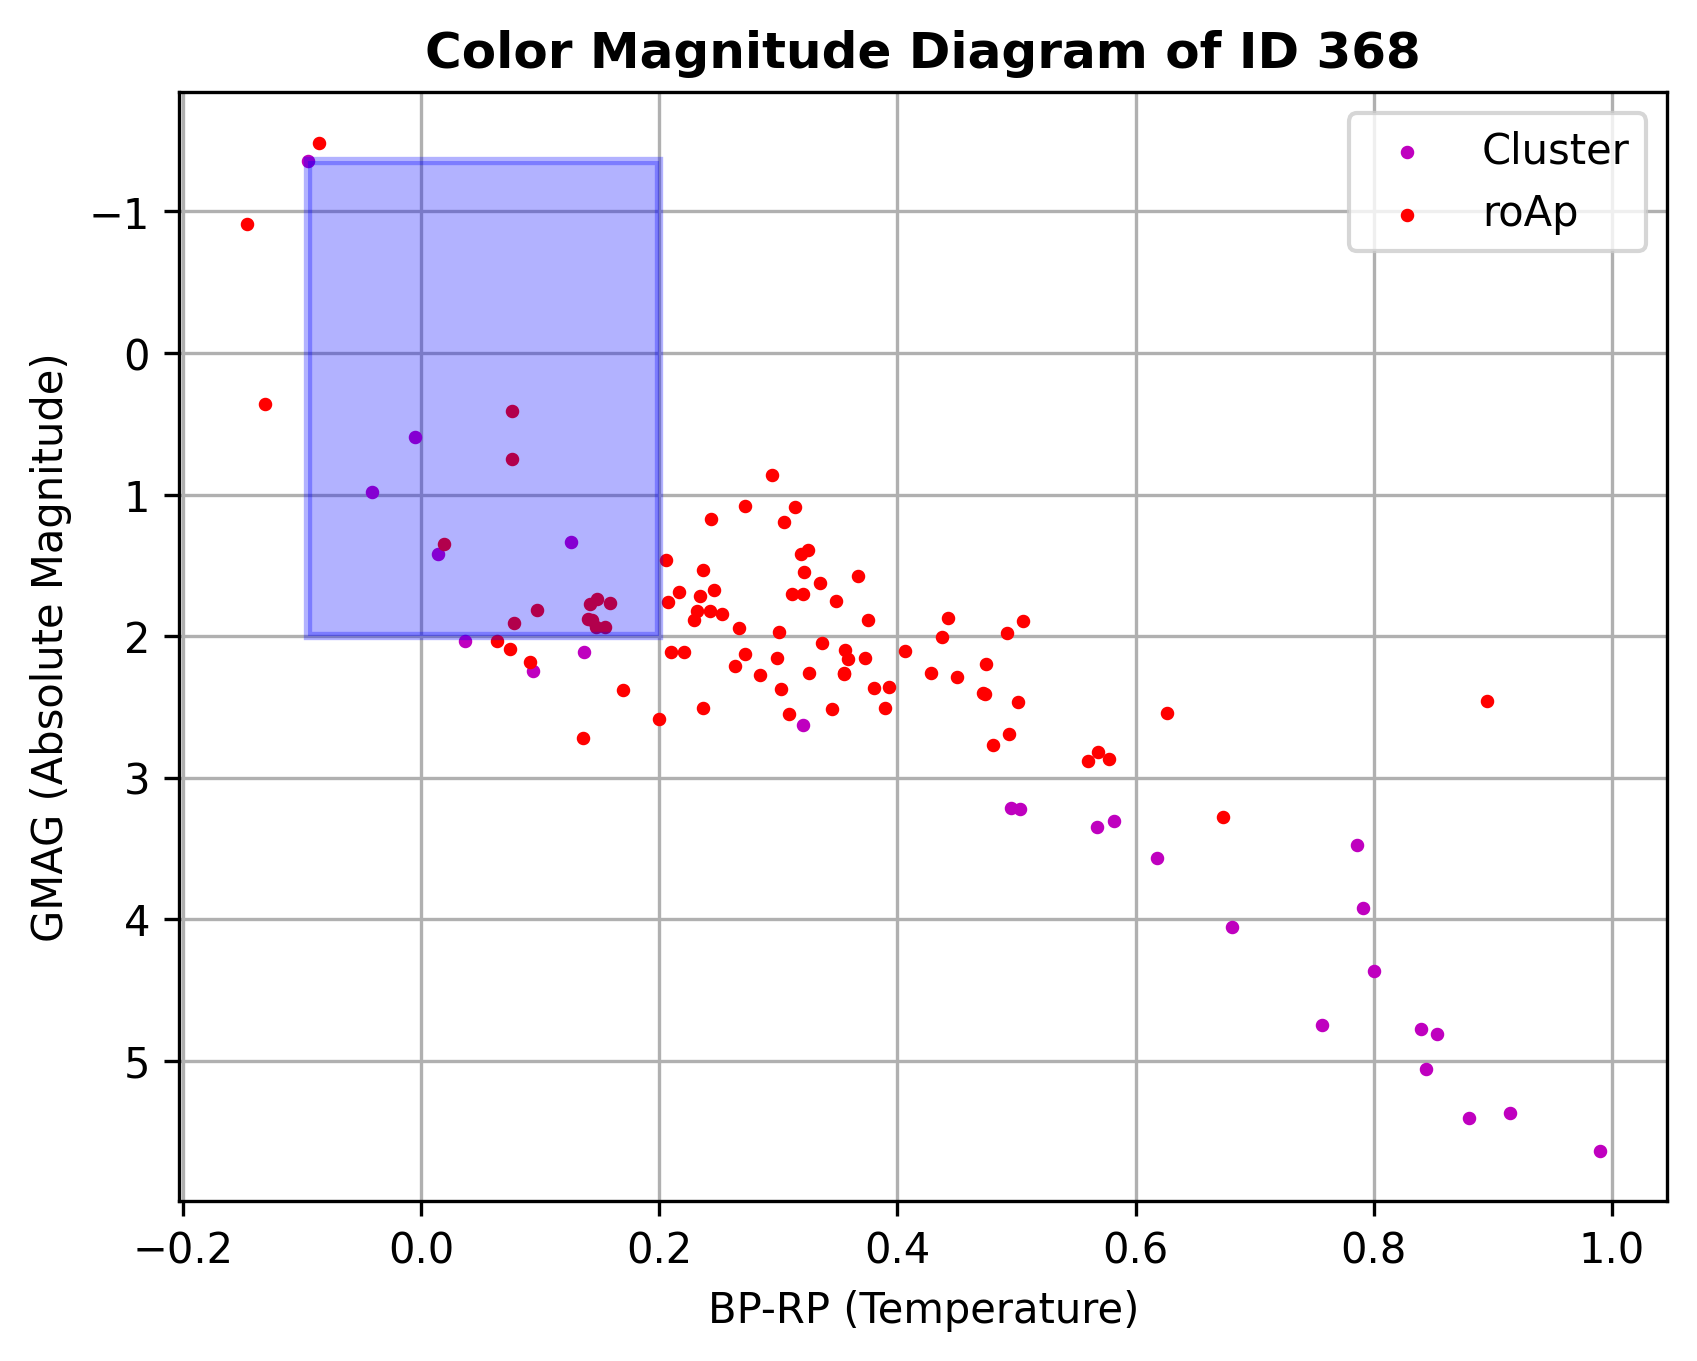 Color Magnitude Diagram of ID 368
Cluster
roAp
−1
0
1
2
3
4
5
GMAG (Absolute Magnitude)
−0.2 0.0 0.2 0.4 0.6 0.8 1.0
BP-RP (Temperature)